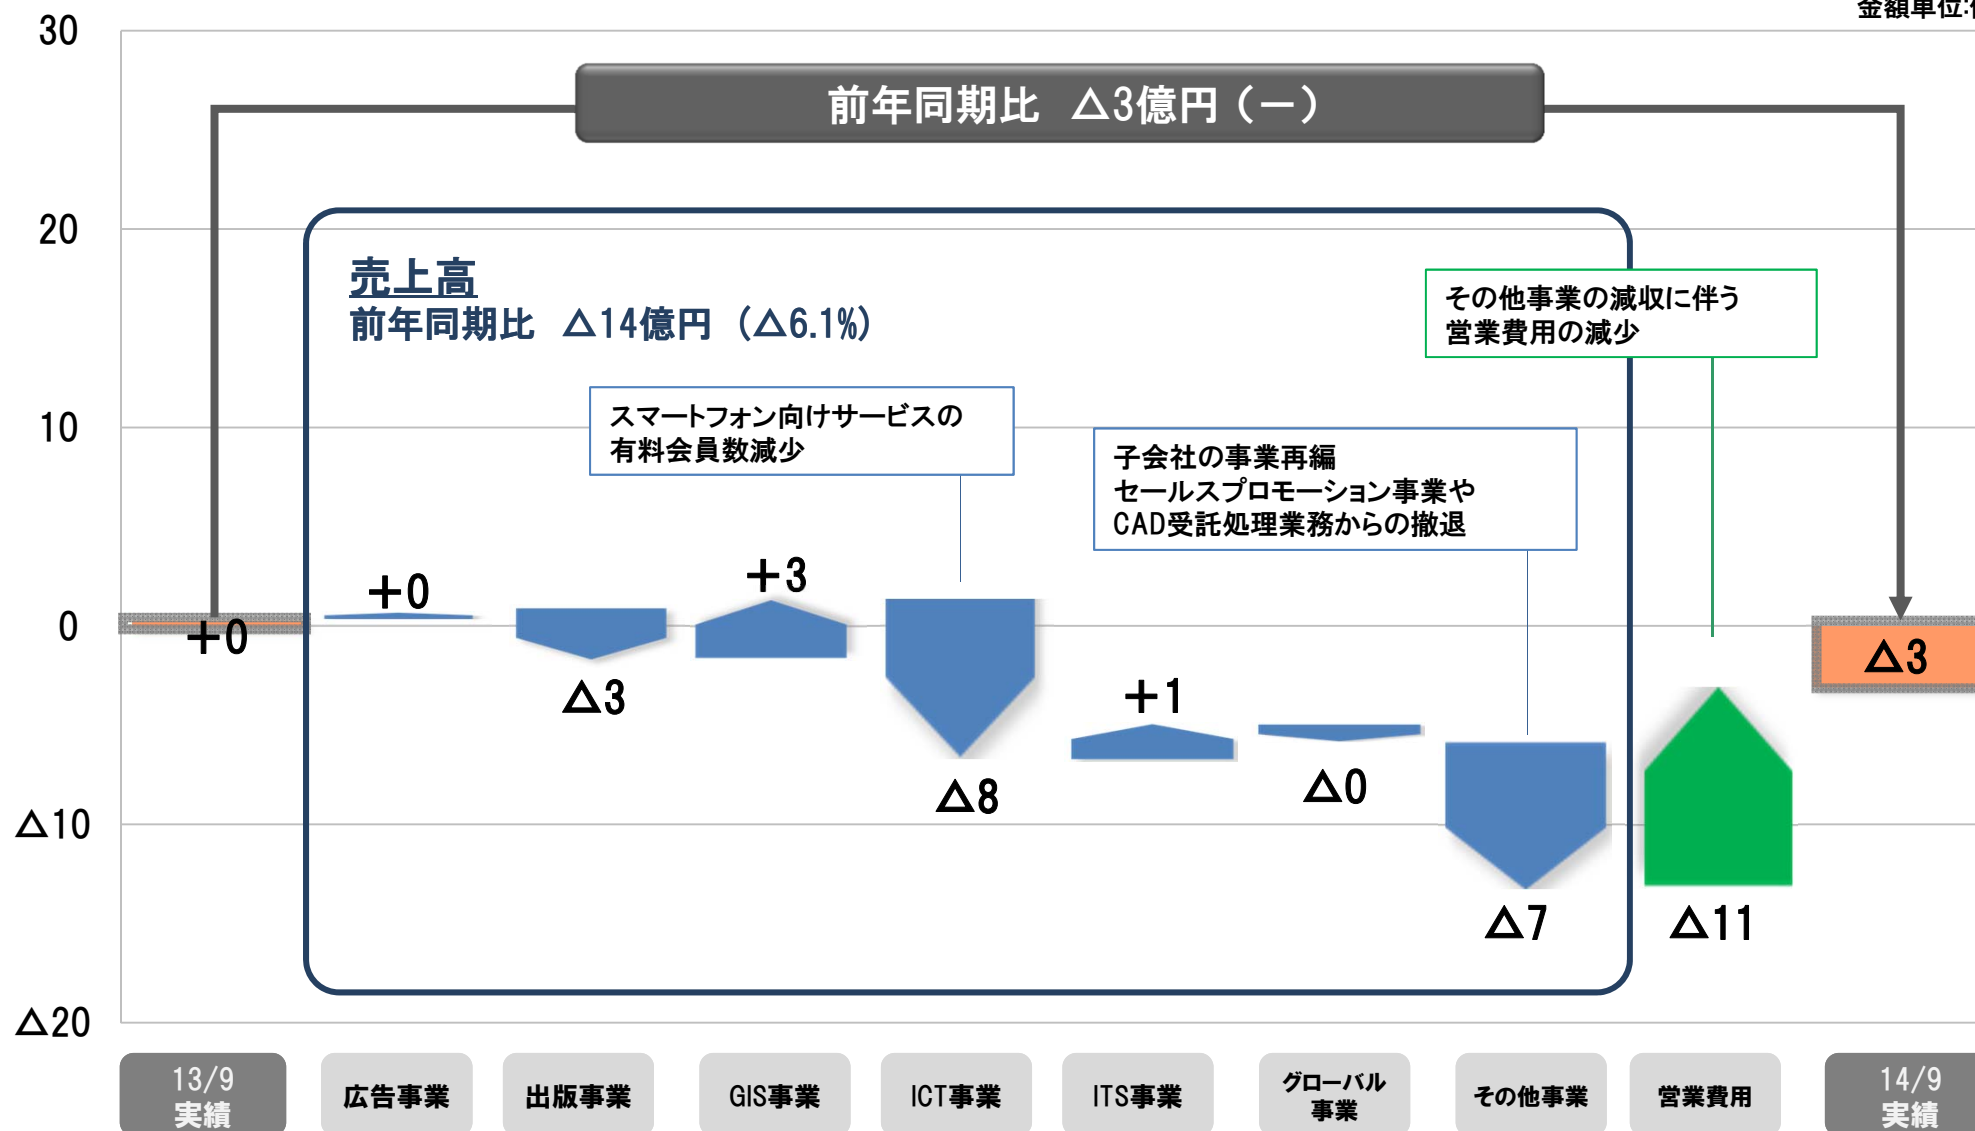 金額単位:
30
前年同期比 △3億円（－）
20
売上高
前年同期比 △14億円（△6.1%）
その他事業の減収に伴う
営業費用の減少
10
スマートフォン向けサービスの
有料会員数減少
子会社の事業再編
セールスプロモーション事業や
CAD受託処理業務からの撤退
0
＋0
＋0
△3
＋3
△8
＋1
△0
△7
△11
△3
△10
△20
13/9
実績
広告事業
出版事業
GIS事業
ICT事業
ITS事業
グローバル
事業
その他事業
営業費用
14/9
実績